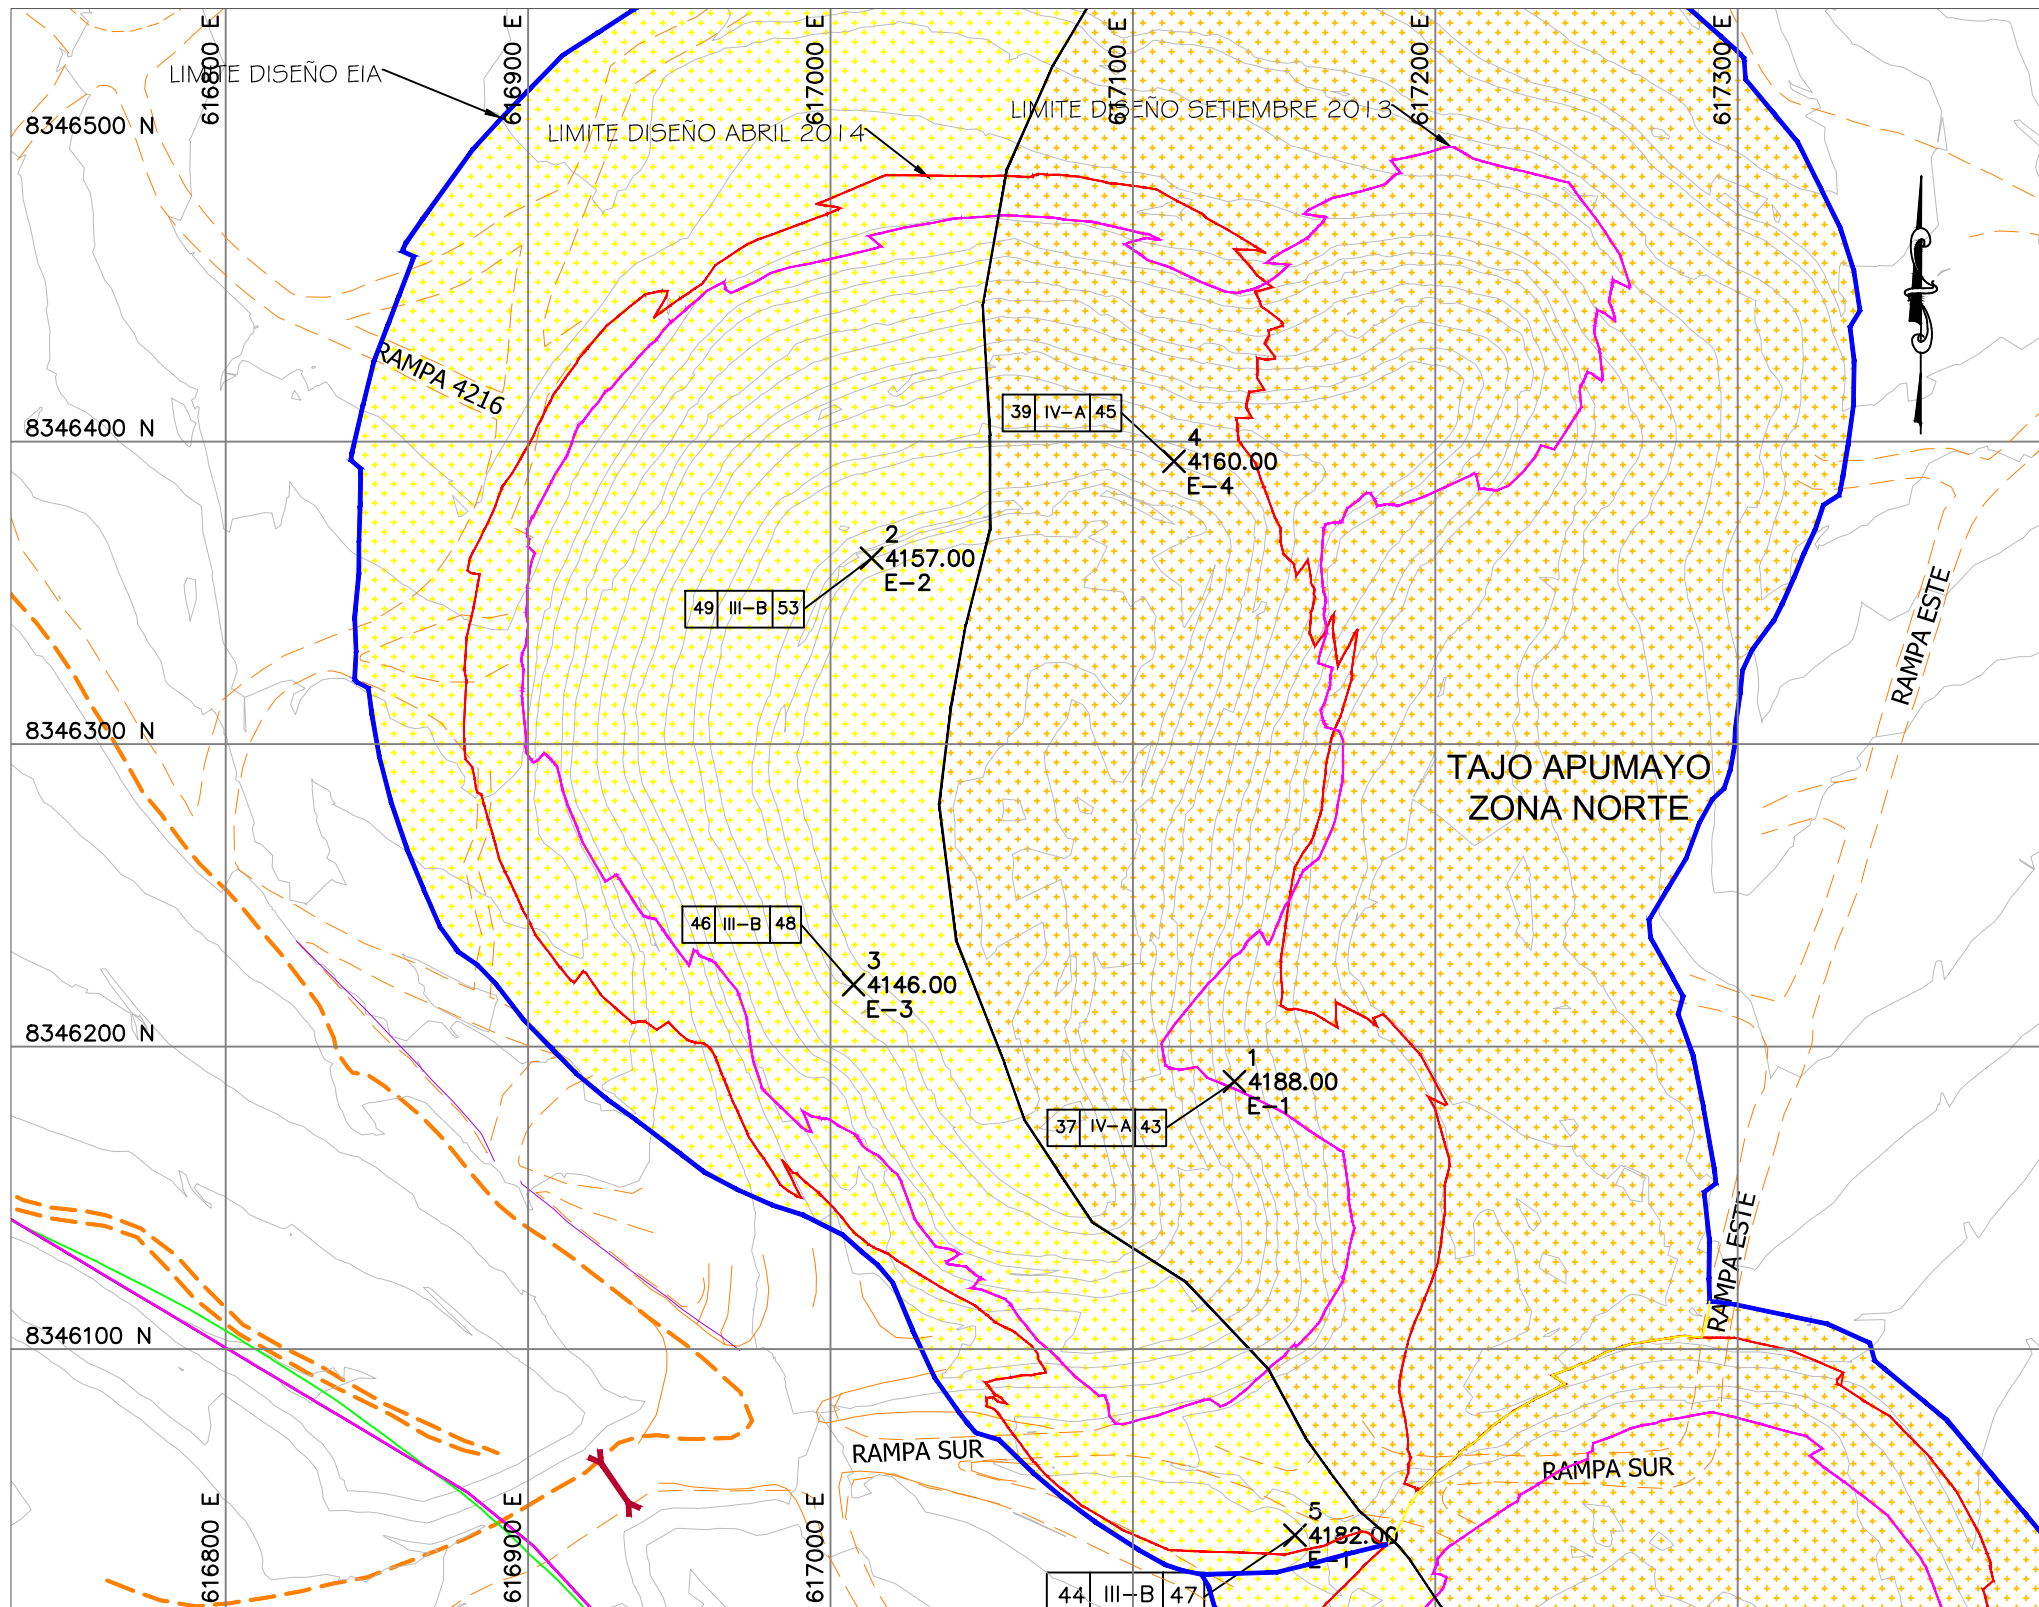 616800 E
616900 E
617000 E
617100 E
617200 E
617300 E
LIMITE DISEÑO EIA
LIMITE DISEÑO ABRIL 2014
LIMITE DISEÑO SETIEMBRE 2013
8346500 N
RAMPA 4216
39 IV-A 45
8346400 N
4
4160.00
E-4
2
4157.00
E-2
49 III-B 53
RAMPA ESTE
8346300 N
TAJO APUMAYO
ZONA NORTE
46 III-B 48
3
4146.00
E-3
8346200 N
1
4188.00
E-1
37 IV-A 43
RAMPA ESTE
8346100 N
RAMPA SUR
RAMPA SUR
5
4182.00
E-1
44 III-B 47
616800 E
616900 E
617000 E